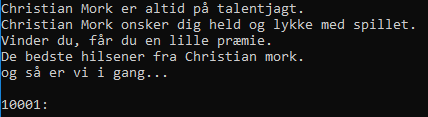 Christian Mork er altid på talentjagt.
Christian Mork onsker dig held og lykke med spillet.
Vinder du, får du en lille præmie.
De bedste hilsener fra Christian mork.
og så er vi i gang...
10001: